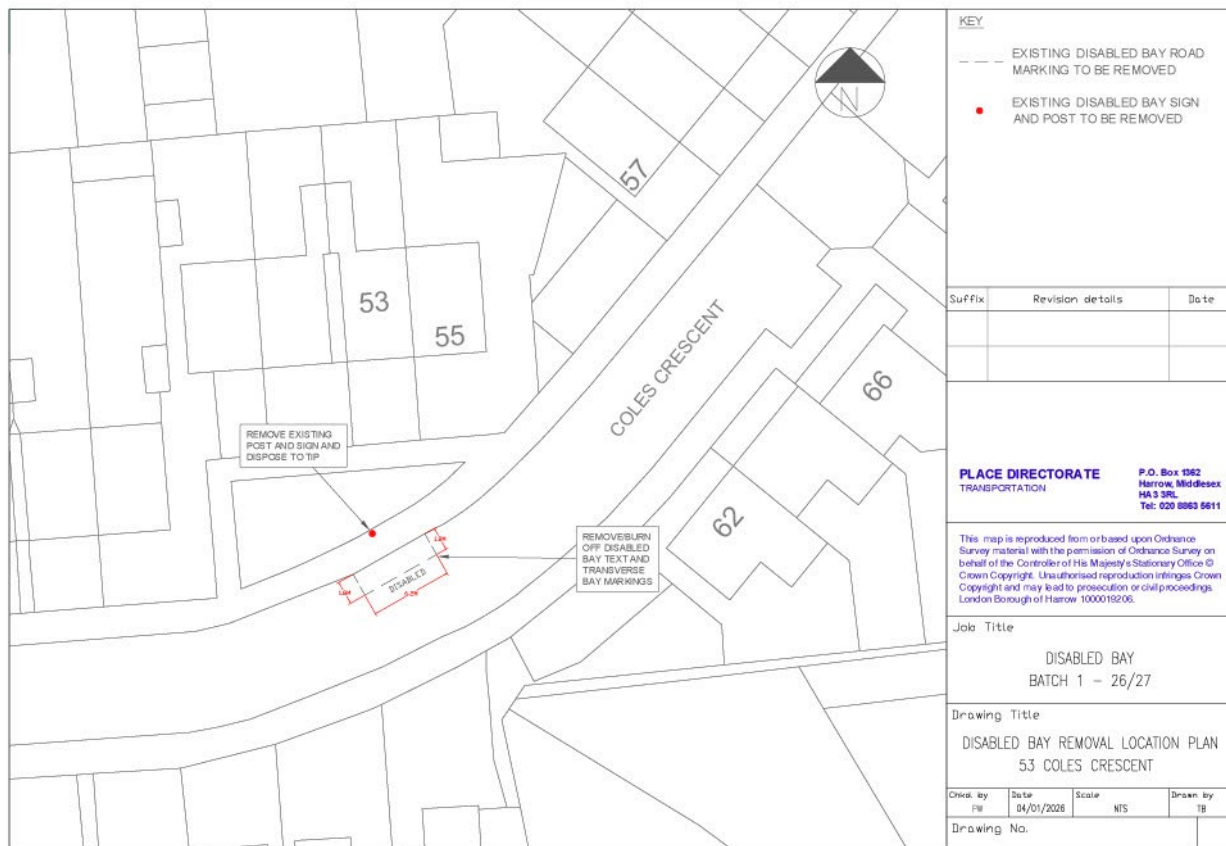 57
53
55
COLES CRESCENT
66
62
N
REMOVE EXISTING
POST AND SIGN AND
DISPOSE TO TIP
REMOVE/BURN
OFF DISABLED
BAY TEXT AND
TRANSVERSE
BAY MARKINGS
DISABLED
KEY
EXISTING DISABLED BAY ROAD
MARKING TO BE REMOVED
EXISTING DISABLED BAY SIGN
AND POST TO BE REMOVED
Suffix Revision details Date
PLACE DIRECTORATE
TRANSPORTATION
P.O. Box 1362
Harrow, Middlesex
HA3 3RL
Tel: 020 8863 5611
This map is reproduced from or based upon Ordnance
Survey material with the permission of Ordnance Survey on
behalf of the Controller of His Majesty's Stationary Office ©
Crown Copyright. Unauthorised reproduction infringes Crown
Copyright and may lead to prosecution or civil proceedings.
London Borough of Harrow 1000019206.
Job Title
DISABLED BAY
BATCH 1 - 26/27
Drawing Title
DISABLED BAY REMOVAL LOCATION PLAN
53 COLES CRESCENT
Chkd. by Date Scale Drawn by
PW 04/01/2026 NTS TB
Drawing No.